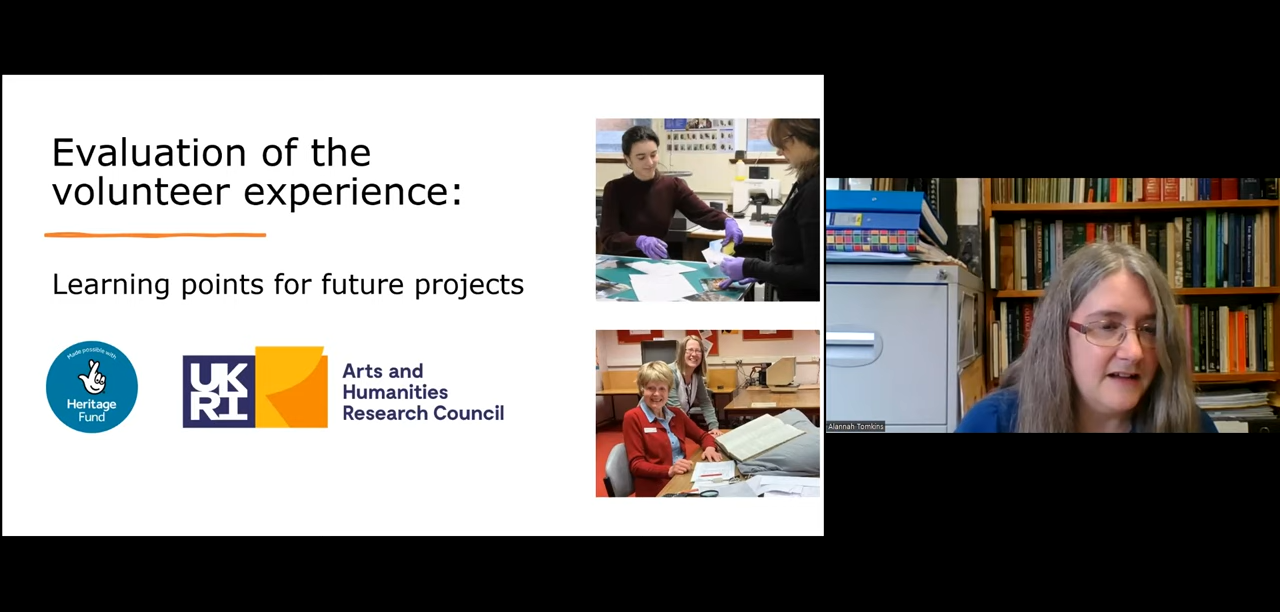 Evaluation of the
volunteer experience:
Learning points for future projects
Made possible with
Heritage
Fund
UK
RI
Arts and
Humanities
Research Council
Alannah Tomkins